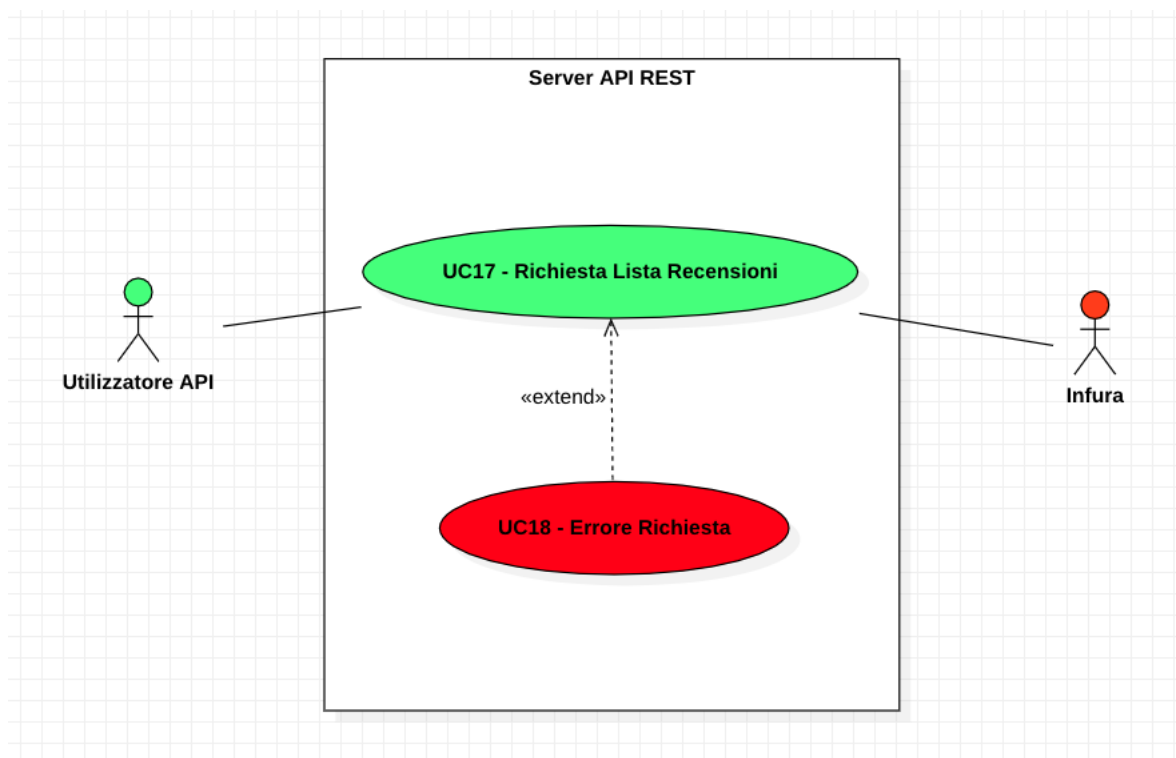 Server API REST
UC17 - Richiesta Lista Recensioni
Utilizzatore API
Infura
«extend»
UC18 - Errore Richiesta